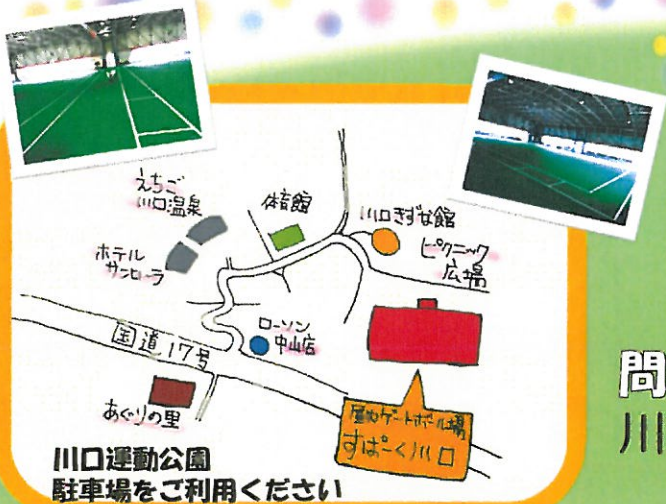 えちご
川口温泉
体育館
川口きずな館
ピクニック
広場
ホテル
サンローラ
ローソン
中山店
国道17号
あぐりの里
屋内ゲートボール場
すぱーく川口
川口運動公園
駐車場をご利用ください
問
川